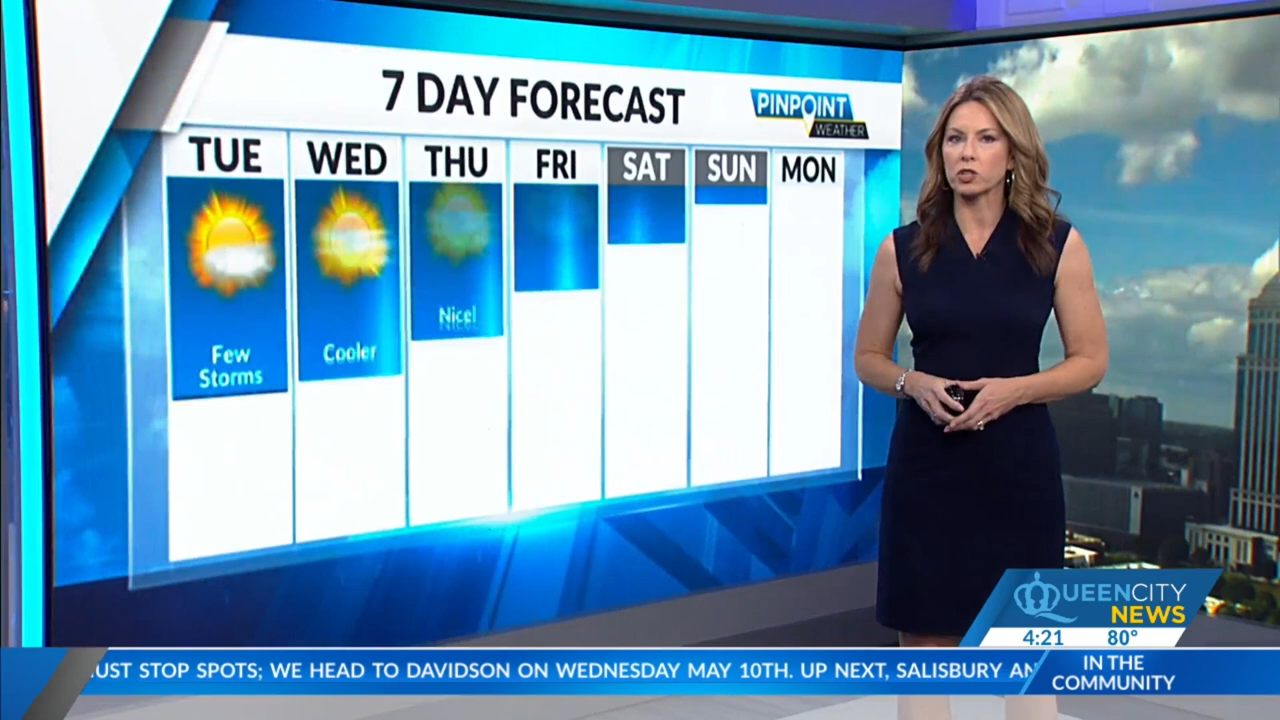 7 DAY FORECAST
PINPOINT
WEATHER
TUE WED THU FRI SAT SUN MON
Few
Storms
Cooler
Nice!
QUEEN CITY
NEWS
4:21 80°
UST STOP SPOTS; WE HEAD TO DAVIDSON ON WEDNESDAY MAY 10TH. UP NEXT, SALISBURY AN
IN THE
COMMUNITY